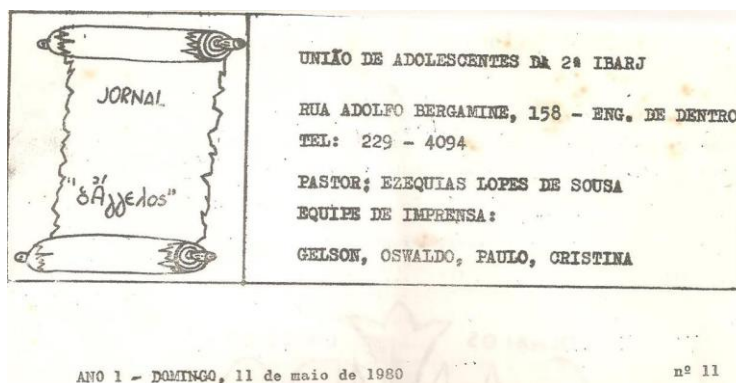 JORNAL
"ὁ Ἄγγελος"
UNIÃO DE ADOLESCENTES DA 2ª IBARJ
RUA ADOLFO BERGAMINE, 158 - ENG. DE DENTRO
TEL: 229 - 4094
PASTOR: EZEQUIAS LOPES DE SOUSA
EQUIPE DE IMPRENSA:
GELSON, OSWALDO, PAULO, CRISTINA
ANO 1 - DOMINGO, 11 de maio de 1980 nº 11